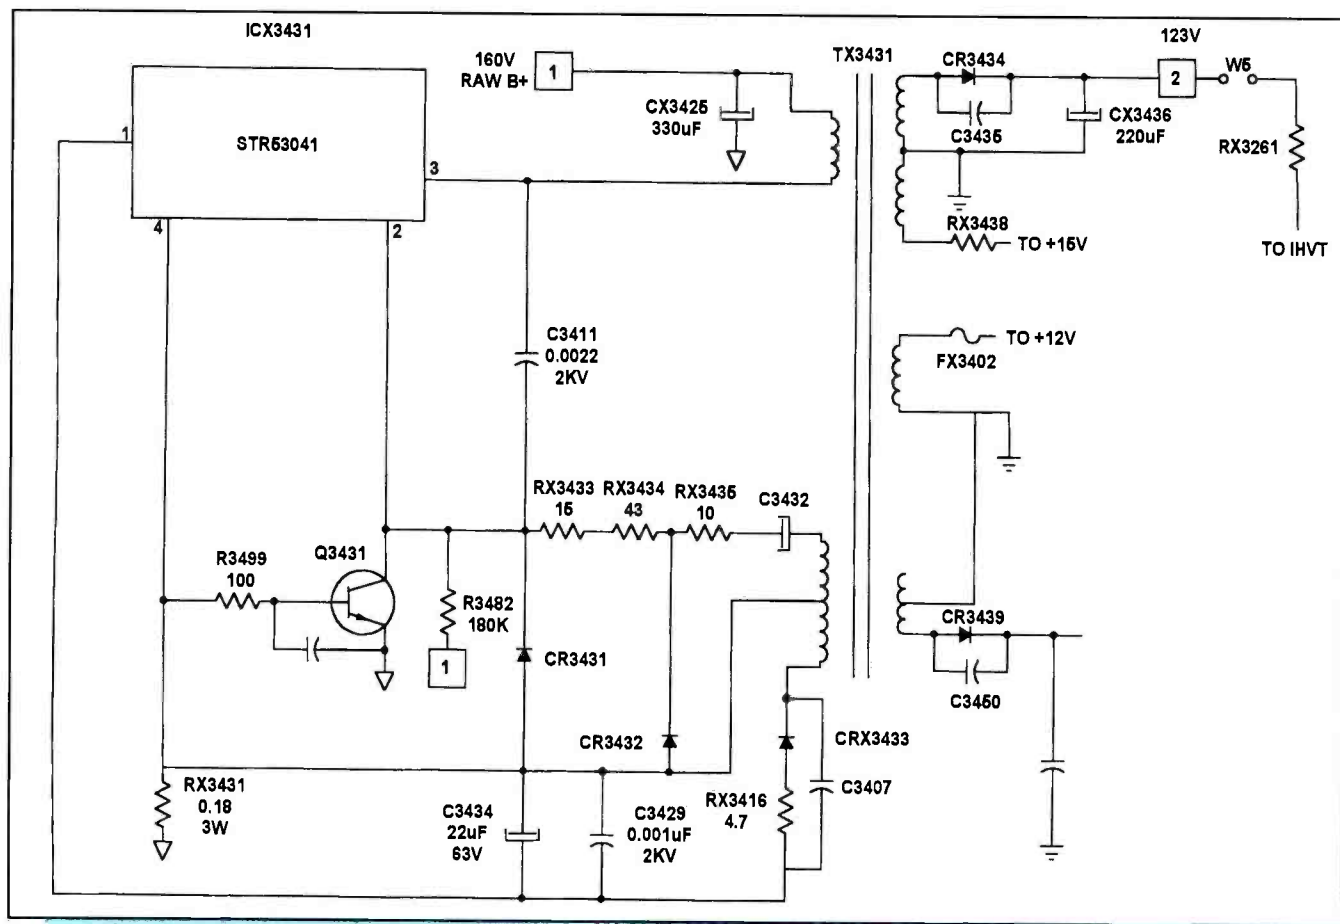 ICX3431
STR53041
1
3
4
2
160V
RAW B+
1
CX3425
330uF
TX3431
CR3434
C3435
123V
2
W5
CX3436
220uF
RX3261
TO IHVT
RX3438
TO +15V
TO +12V
FX3402
C3411
0.0022
2KV
RX3433
15
RX3434
43
RX3435
10
C3432
R3499
100
Q3431
R3482
180K
1
CR3431
CR3439
C3450
CR3432
CRX3433
C3407
RX3416
4.7
RX3431
0.18
3W
C3434
22uF
63V
C3429
0.001uF
2KV